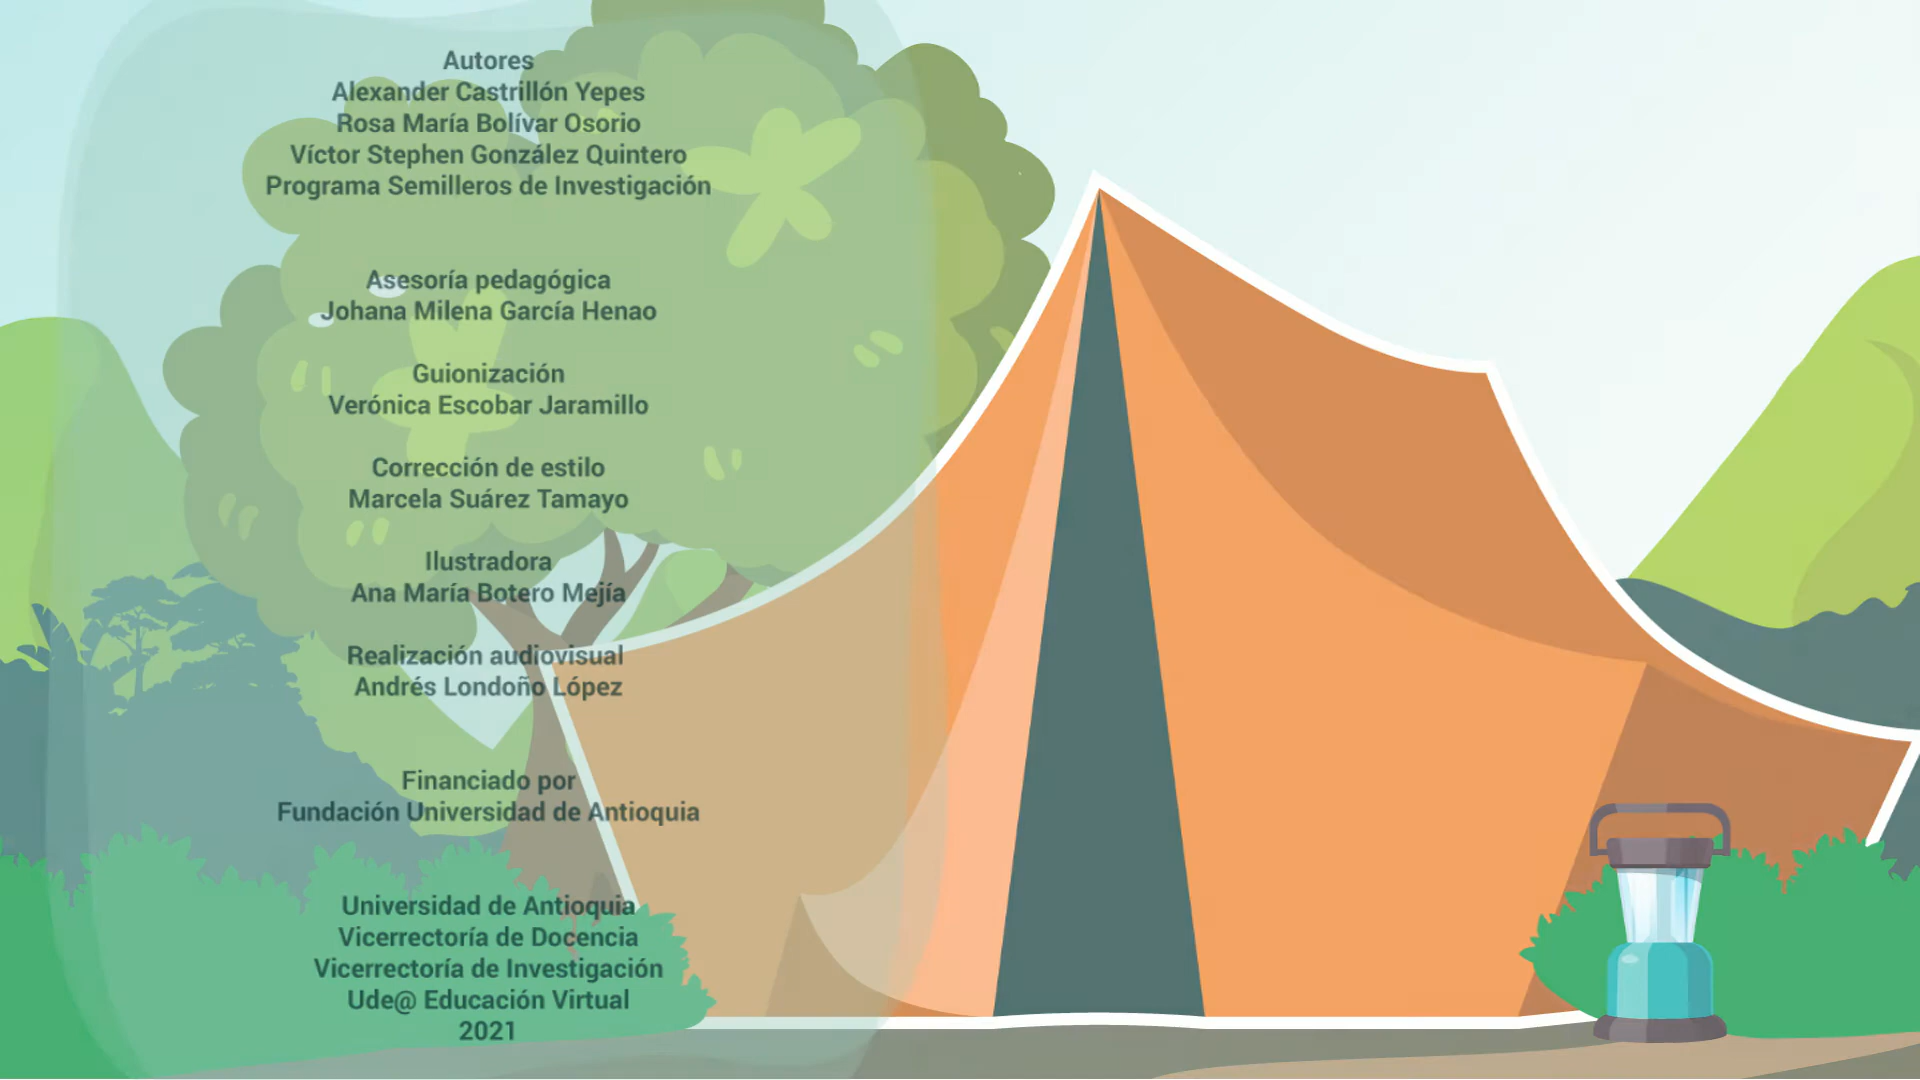 Autores
Alexander Castrillón Yepes
Rosa María Bolívar Osorio
Víctor Stephen González Quintero
Programa Semilleros de Investigación
Asesoría pedagógica
Johana Milena García Henao
Guionización
Verónica Escobar Jaramillo
Corrección de estilo
Marcela Suárez Tamayo
Ilustradora
Ana María Botero Mejía
Realización audiovisual
Andrés Londoño López
Financiado por
Fundación Universidad de Antioquia
Universidad de Antioquia
Vicerrectoría de Docencia
Vicerrectoría de Investigación
Ude@ Educación Virtual
2021